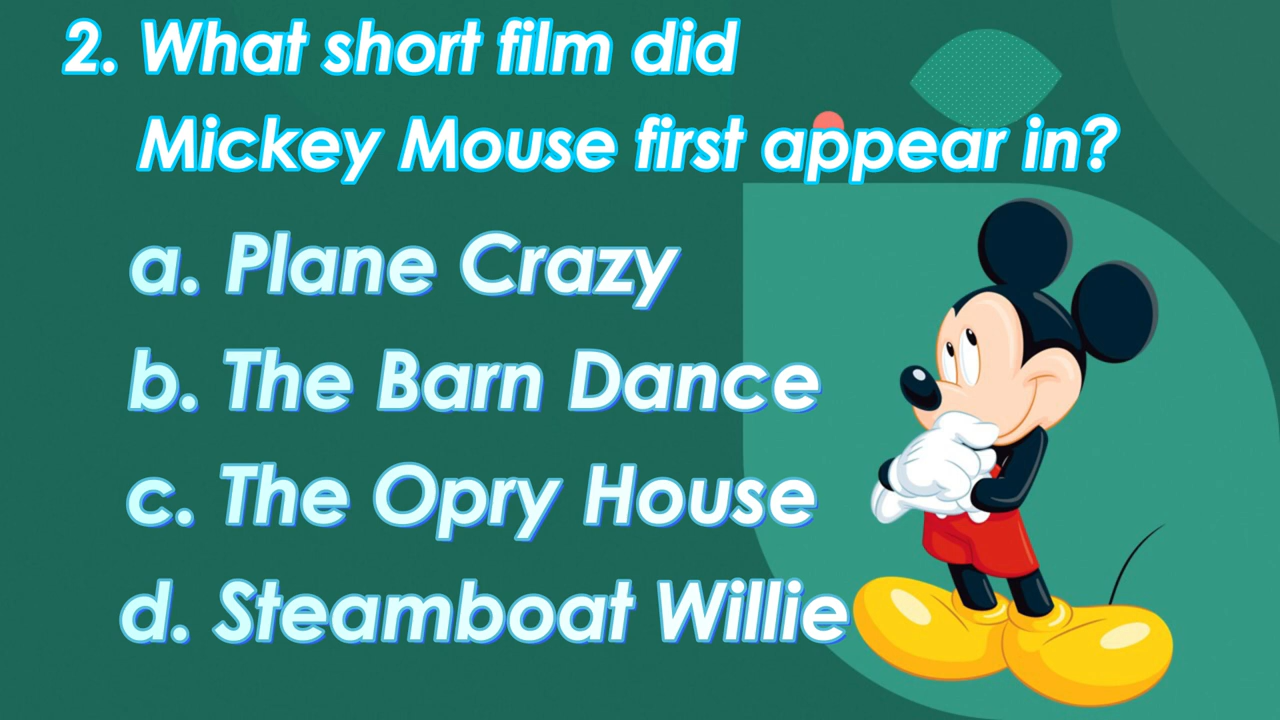 2. What short film did
Mickey Mouse first appear in?
a. Plane Crazy
b. The Barn Dance
c. The Opry House
d. Steamboat Willie